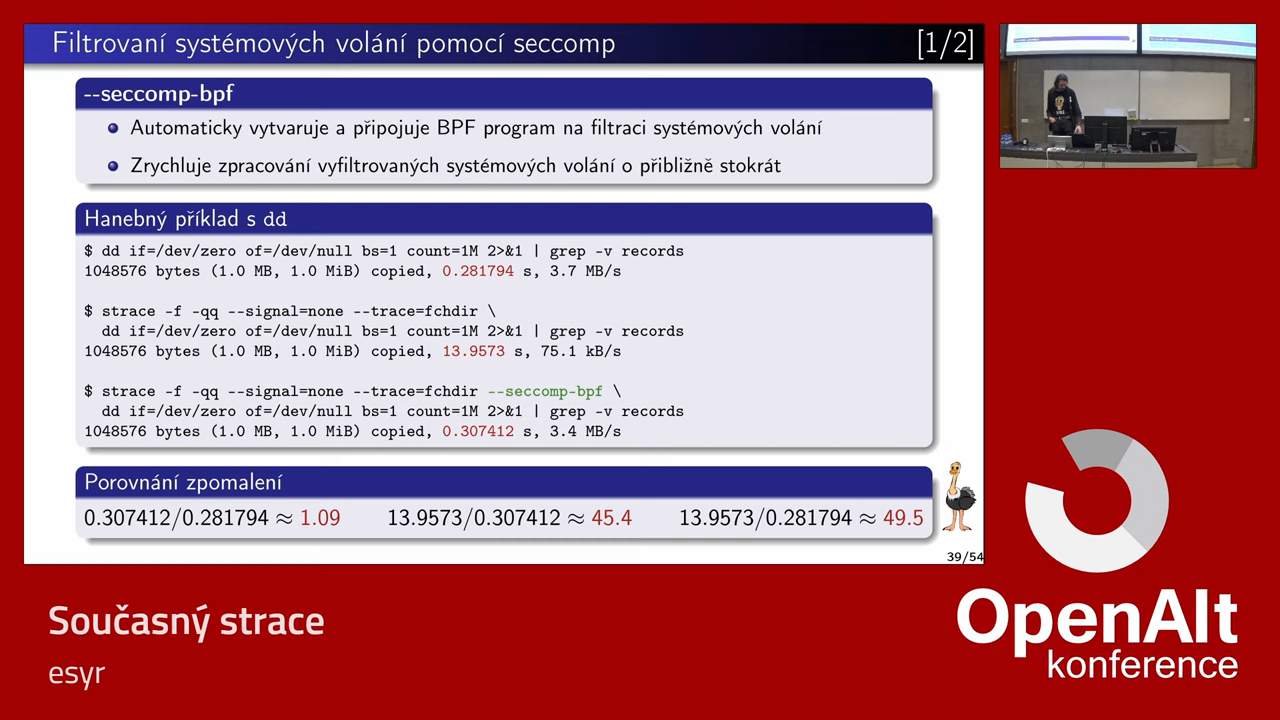 Filtrovaní systémových volání pomocí seccomp [1/2]
--seccomp-bpf
Automaticky vytvaruje a připojuje BPF program na filtraci systémových volání
Zrychluje zpracování vyfiltrovaných systémových volání o přibližně stokrát
Hanebný příklad s dd
$ dd if=/dev/zero of=/dev/null bs=1 count=1M 2>&1 | grep -v records
1048576 bytes (1.0 MB, 1.0 MiB) copied, 0.281794 s, 3.7 MB/s
$ strace -f -qq --signal=none --trace=fchdir \
dd if=/dev/zero of=/dev/null bs=1 count=1M 2>&1 | grep -v records
1048576 bytes (1.0 MB, 1.0 MiB) copied, 13.9573 s, 75.1 kB/s
$ strace -f -qq --signal=none --trace=fchdir --seccomp-bpf \
dd if=/dev/zero of=/dev/null bs=1 count=1M 2>&1 | grep -v records
1048576 bytes (1.0 MB, 1.0 MiB) copied, 0.307412 s, 3.4 MB/s
Porovnání zpomalení
0.307412/0.281794 ≈ 1.09 13.9573/0.307412 ≈ 45.4 13.9573/0.281794 ≈ 49.5
39/54
Současný strace
esyr
OpenAlt
konference